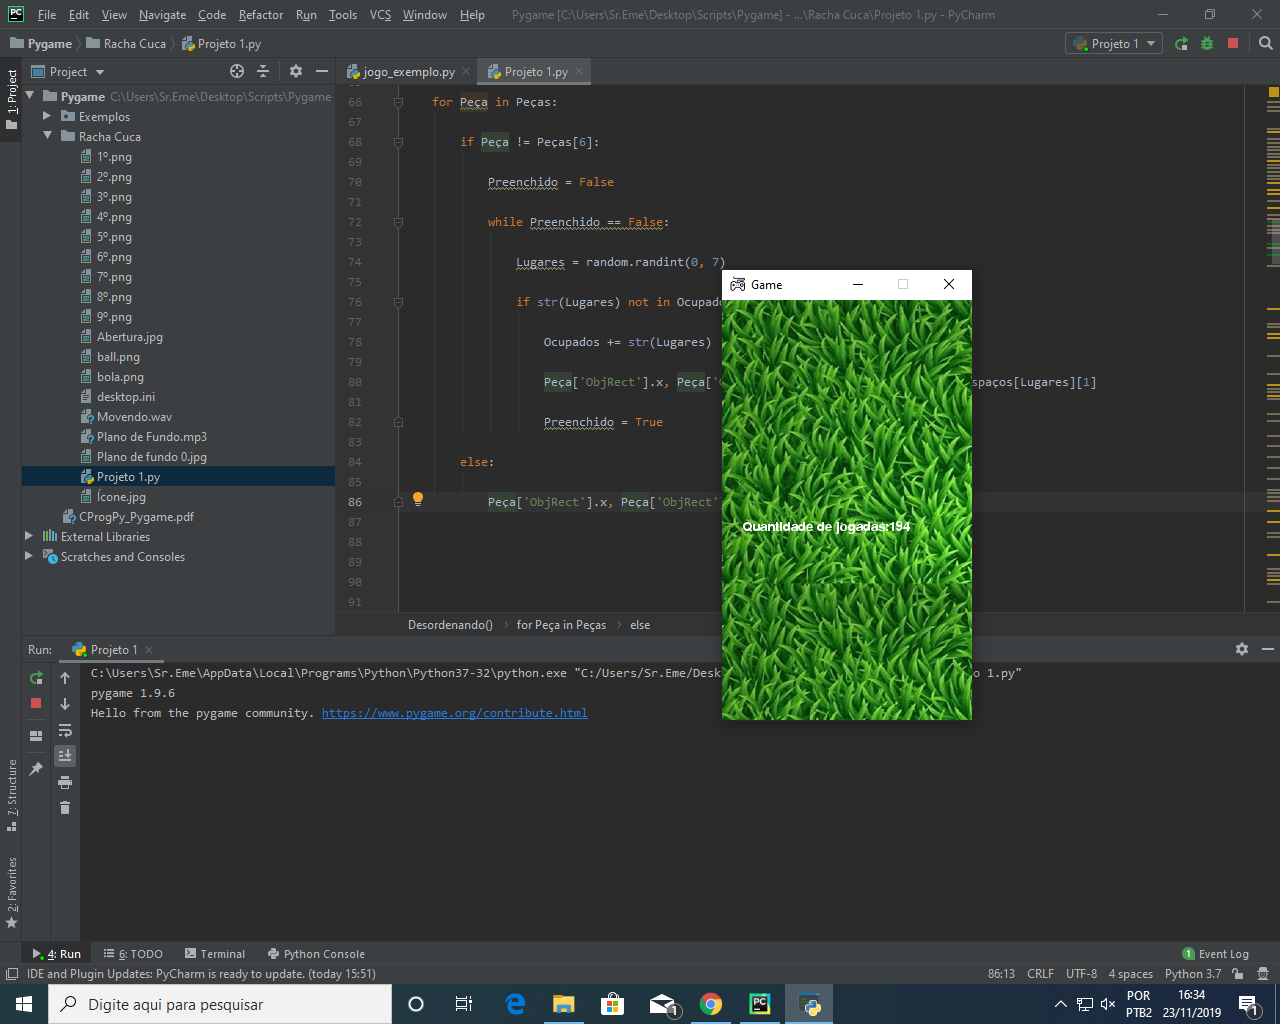 File Edit View Navigate Code Refactor Run Tools VCS Window Help Pygame [C:\Users\Sr.Eme\Desktop\Scripts\Pygame] - ...\Racha Cuca\Projeto 1.py - PyCharm
Pygame Racha Cuca Projeto 1.py Projeto 1
1: Project
Project
jogo_exemplo.py
Projeto 1.py
Pygame C:\Users\Sr.Eme\Desktop\Scripts\Pygame
Exemplos
Racha Cuca
1º.png
2º.png
3º.png
4º.png
5º.png
6º.png
7º.png
8º.png
9º.png
Abertura.jpg
ball.png
bola.png
desktop.ini
Movendo.wav
Plano de Fundo.mp3
Plano de fundo 0.jpg
Projeto 1.py
Ícone.jpg
CProgPy_Pygame.pdf
External Libraries
Scratches and Consoles
66 for Peça in Peças:
67
68 if Peça != Peças[6]:
69
70 Preenchido = False
71
72 while Preenchido == False:
73
74 Lugares = random.randint(0, 7)
75
76 if str(Lugares) not in Ocupad
77
78 Ocupados += str(Lugares)
79
80 Peça['ObjRect'].x, Peça[' spaços[Lugares][1]
81
82 Preenchido = True
83
84 else:
85
86 Peça['ObjRect'].x, Peça['ObjRect'
87
88
89
90
91
Desordenando() for Peça in Peças else
Game
Quantidade de jogadas:194
Run: Projeto 1
C:\Users\Sr.Eme\AppData\Local\Programs\Python\Python37-32\python.exe "C:/Users/Sr.Eme/Desk o 1.py"
pygame 1.9.6
Hello from the pygame community. https://www.pygame.org/contribute.html
7: Structure
2: Favorites
4: Run 6: TODO Terminal Python Console 1 Event Log
IDE and Plugin Updates: PyCharm is ready to update. (today 15:51) 86:13 CRLF UTF-8 4 spaces Python 3.7
Digite aqui para pesquisar
POR
PTB2
16:34
23/11/2019